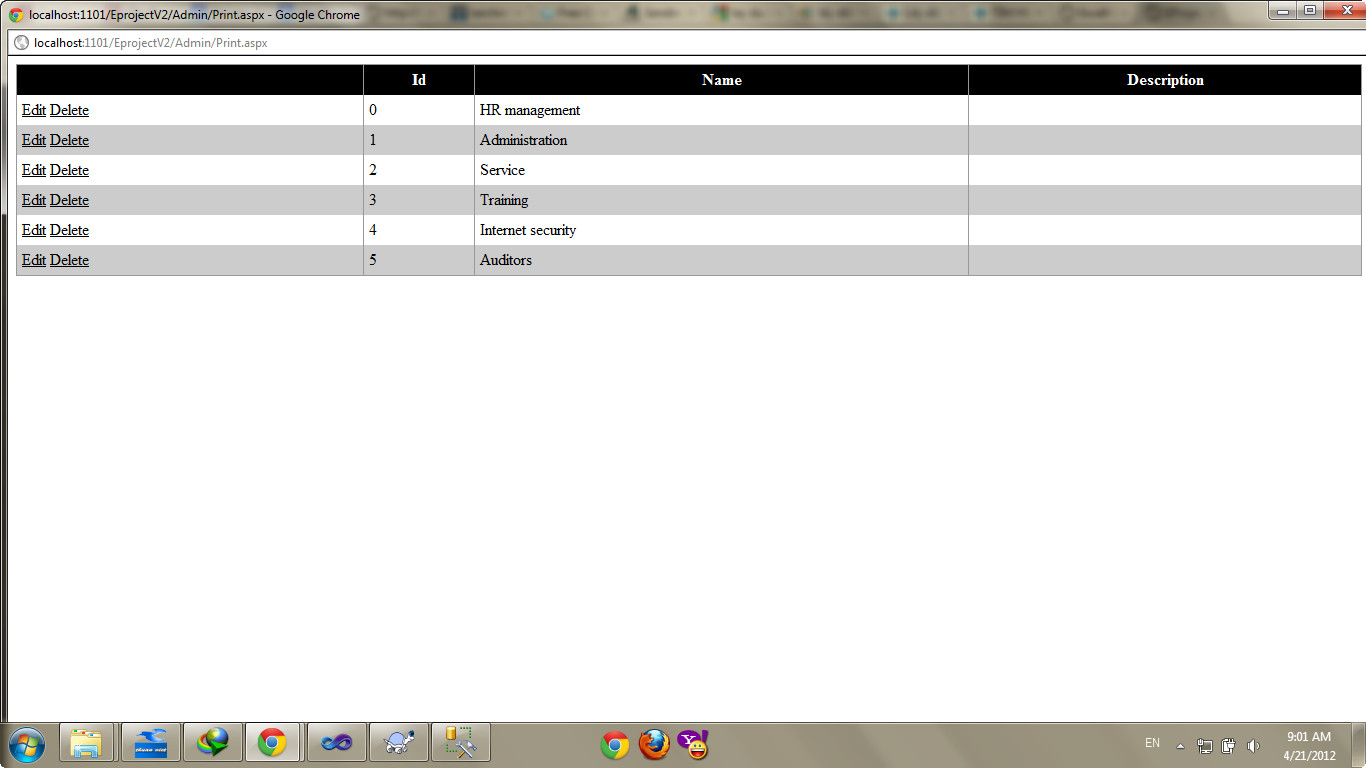 localhost:1101/EprojectV2/Admin/Print.aspx - Google Chrome
localhost:1101/EprojectV2/Admin/Print.aspx
Id Name Description
Edit Delete 0 HR management
Edit Delete 1 Administration
Edit Delete 2 Service
Edit Delete 3 Training
Edit Delete 4 Internet security
Edit Delete 5 Auditors
EN
9:01 AM
4/21/2012